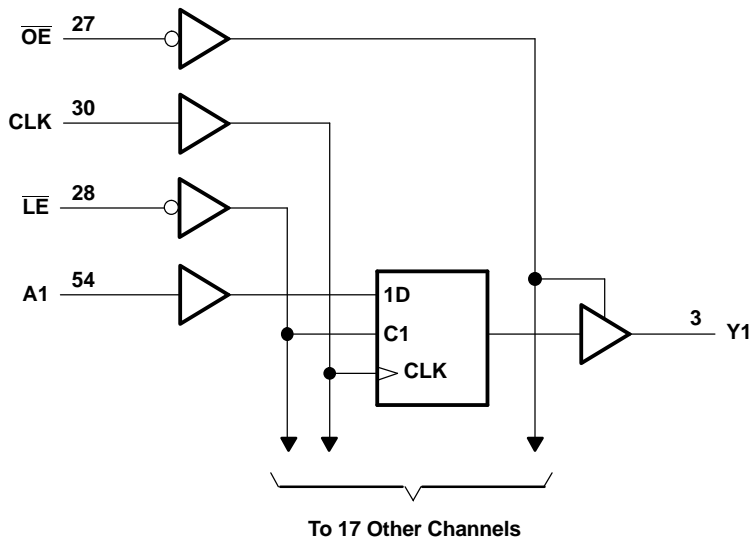 OE 27
CLK 30
LE 28
A1 54
1D
C1
CLK
3 Y1
To 17 Other Channels